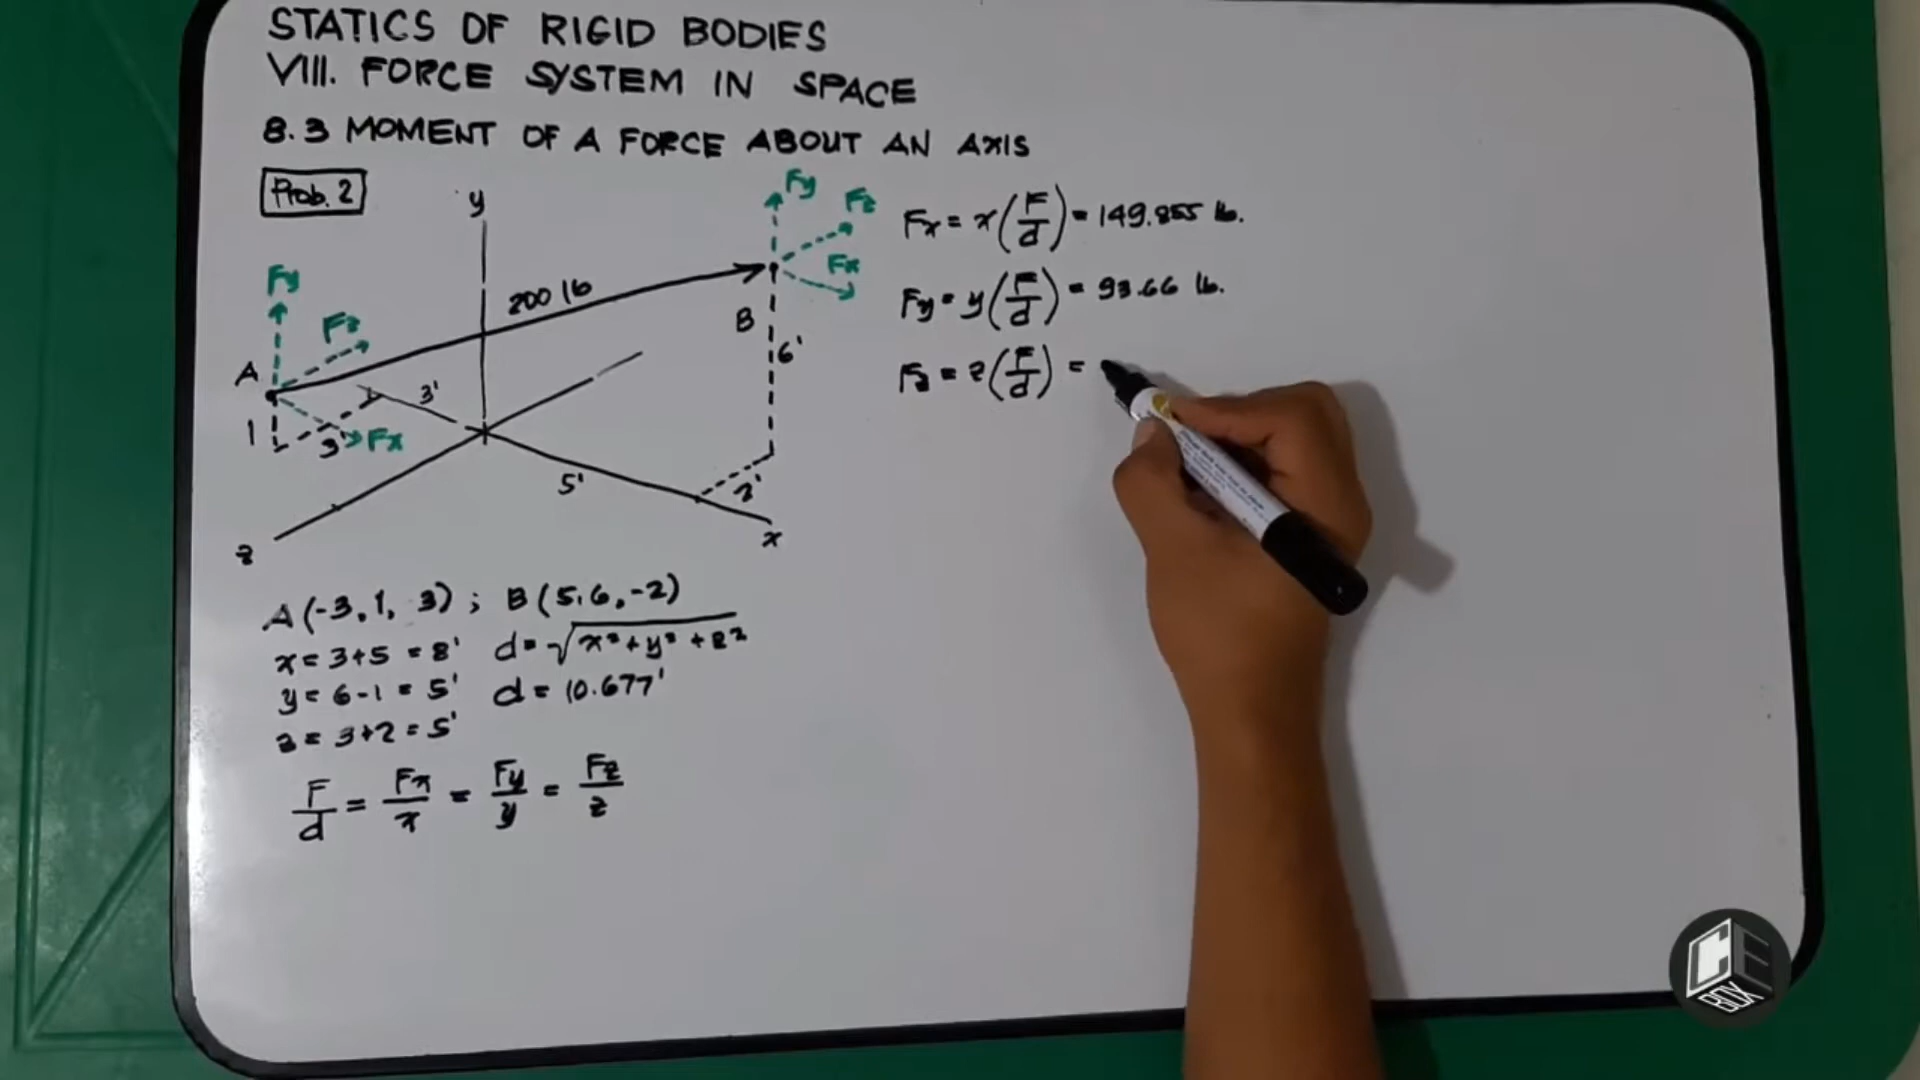 STATICS OF RIGID BODIES
VIII. FORCE SYSTEM IN SPACE
8.3 MOMENT OF A FORCE ABOUT AN AXIS
Prob. 2
y
Fy
Fz
Fx
200 lb
B
6'
Fy
Fz
A
1
3'
Fx
3'
5'
2'
z
x
A(-3, 1, 3) ; B(5, 6, -2)
x = 3+5 = 8'
d = √x²+y²+z²
y = 6-1 = 5'
d = 10.677'
z = 3+2 = 5'
F/d = Fx/x = Fy/y = Fz/z
Fx = x(F/d) = 149.855 lb.
Fy = y(F/d) = 93.66 lb.
Fz = z(F/d) =
CE
BOX